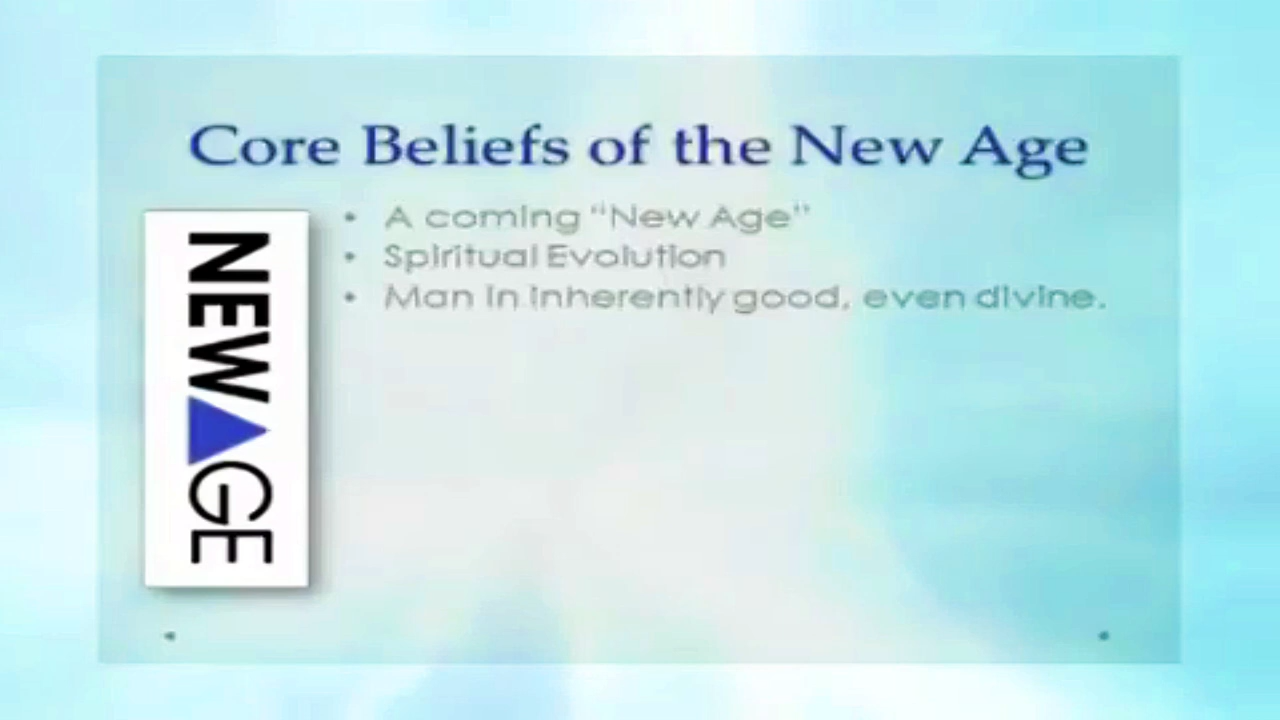 Core Beliefs of the New Age
• A coming “New Age”
• Spiritual Evolution
• Man in inherently good, even divine.
NEWAGE